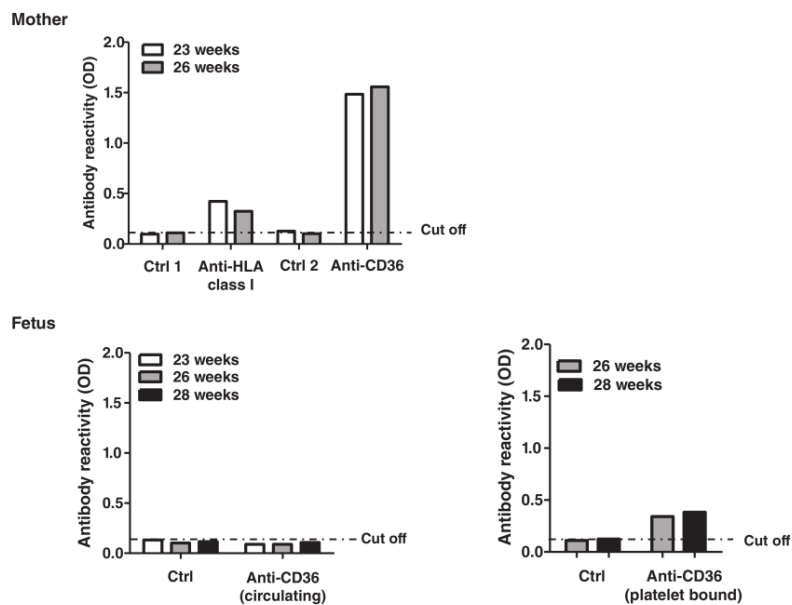 Mother
2.0
1.5
1.0
0.5
0.0
Antibody reactivity (OD)
23 weeks
26 weeks
Cut off
Ctrl 1
Anti-HLA
class I
Ctrl 2
Anti-CD36
Fetus
2.0
1.5
1.0
0.5
0.0
Antibody reactivity (OD)
23 weeks
26 weeks
28 weeks
Cut off
Ctrl
Anti-CD36
(circulating)
2.0
1.5
1.0
0.5
0.0
Antibody reactivity (OD)
26 weeks
28 weeks
Cut off
Ctrl
Anti-CD36
(platelet bound)